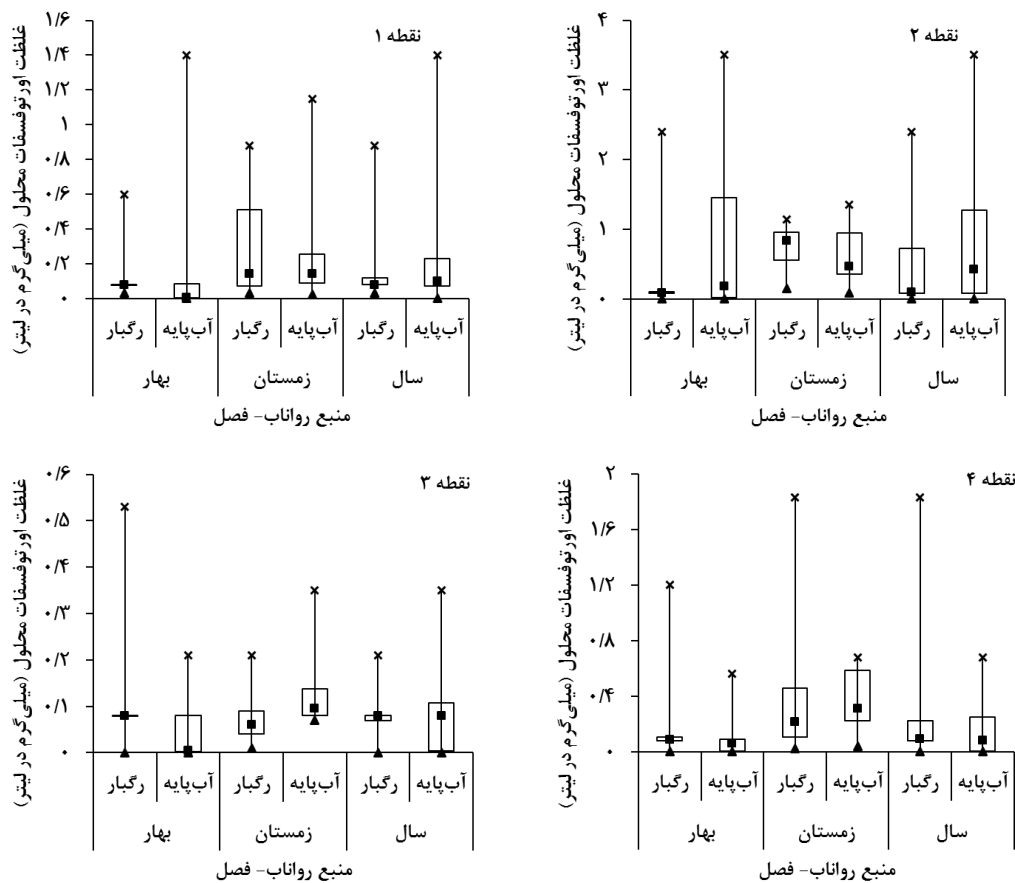 نقطه ۱
غلظت اورتوفسفات محلول (میلی‌گرم در لیتر)
۱/۶
۱/۴
۱/۲
۱
۰/۸
۰/۶
۰/۴
۰/۲
۰
رگبار آب‌پایه رگبار آب‌پایه رگبار آب‌پایه
بهار زمستان سال
منبع رواناب- فصل
نقطه ۲
غلظت اورتوفسفات محلول (میلی‌گرم در لیتر)
۴
۳
۲
۱
۰
رگبار آب‌پایه رگبار آب‌پایه رگبار آب‌پایه
بهار زمستان سال
منبع رواناب- فصل
نقطه ۳
غلظت اورتوفسفات محلول (میلی‌گرم در لیتر)
۰/۶
۰/۵
۰/۴
۰/۳
۰/۲
۰/۱
۰
رگبار آب‌پایه رگبار آب‌پایه رگبار آب‌پایه
بهار زمستان سال
منبع رواناب- فصل
نقطه ۴
غلظت اورتوفسفات محلول (میلی‌گرم در لیتر)
۲
۱/۶
۱/۲
۰/۸
۰/۴
۰
رگبار آب‌پایه رگبار آب‌پایه رگبار آب‌پایه
بهار زمستان سال
منبع رواناب- فصل